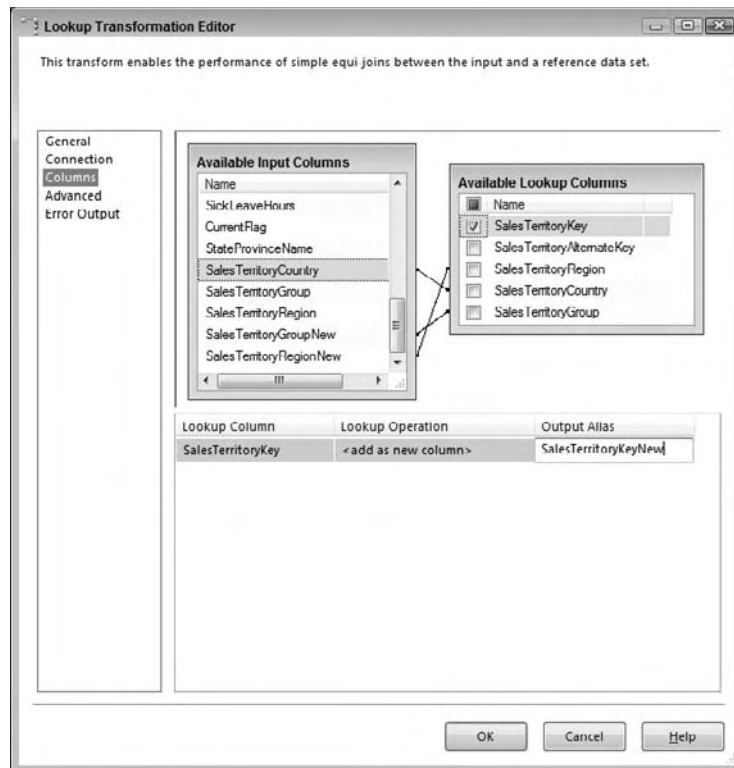 Lookup Transformation Editor
This transform enables the performance of simple equi joins between the input and a reference data set.
General
Connection
Columns
Advanced
Error Output
Available Input Columns
Name
SickLeaveHours
CurrentFlag
StateProvinceName
SalesTerritoryCountry
SalesTerritoryGroup
SalesTerritoryRegion
SalesTerritoryGroupNew
SalesTerritoryRegionNew
Available Lookup Columns
Name
SalesTerritoryKey
SalesTerritoryAlternateKey
SalesTerritoryRegion
SalesTerritoryCountry
SalesTerritoryGroup
Lookup Column Lookup Operation Output Alias
SalesTerritoryKey <add as new column> SalesTerritoryKeyNew
OK Cancel Help